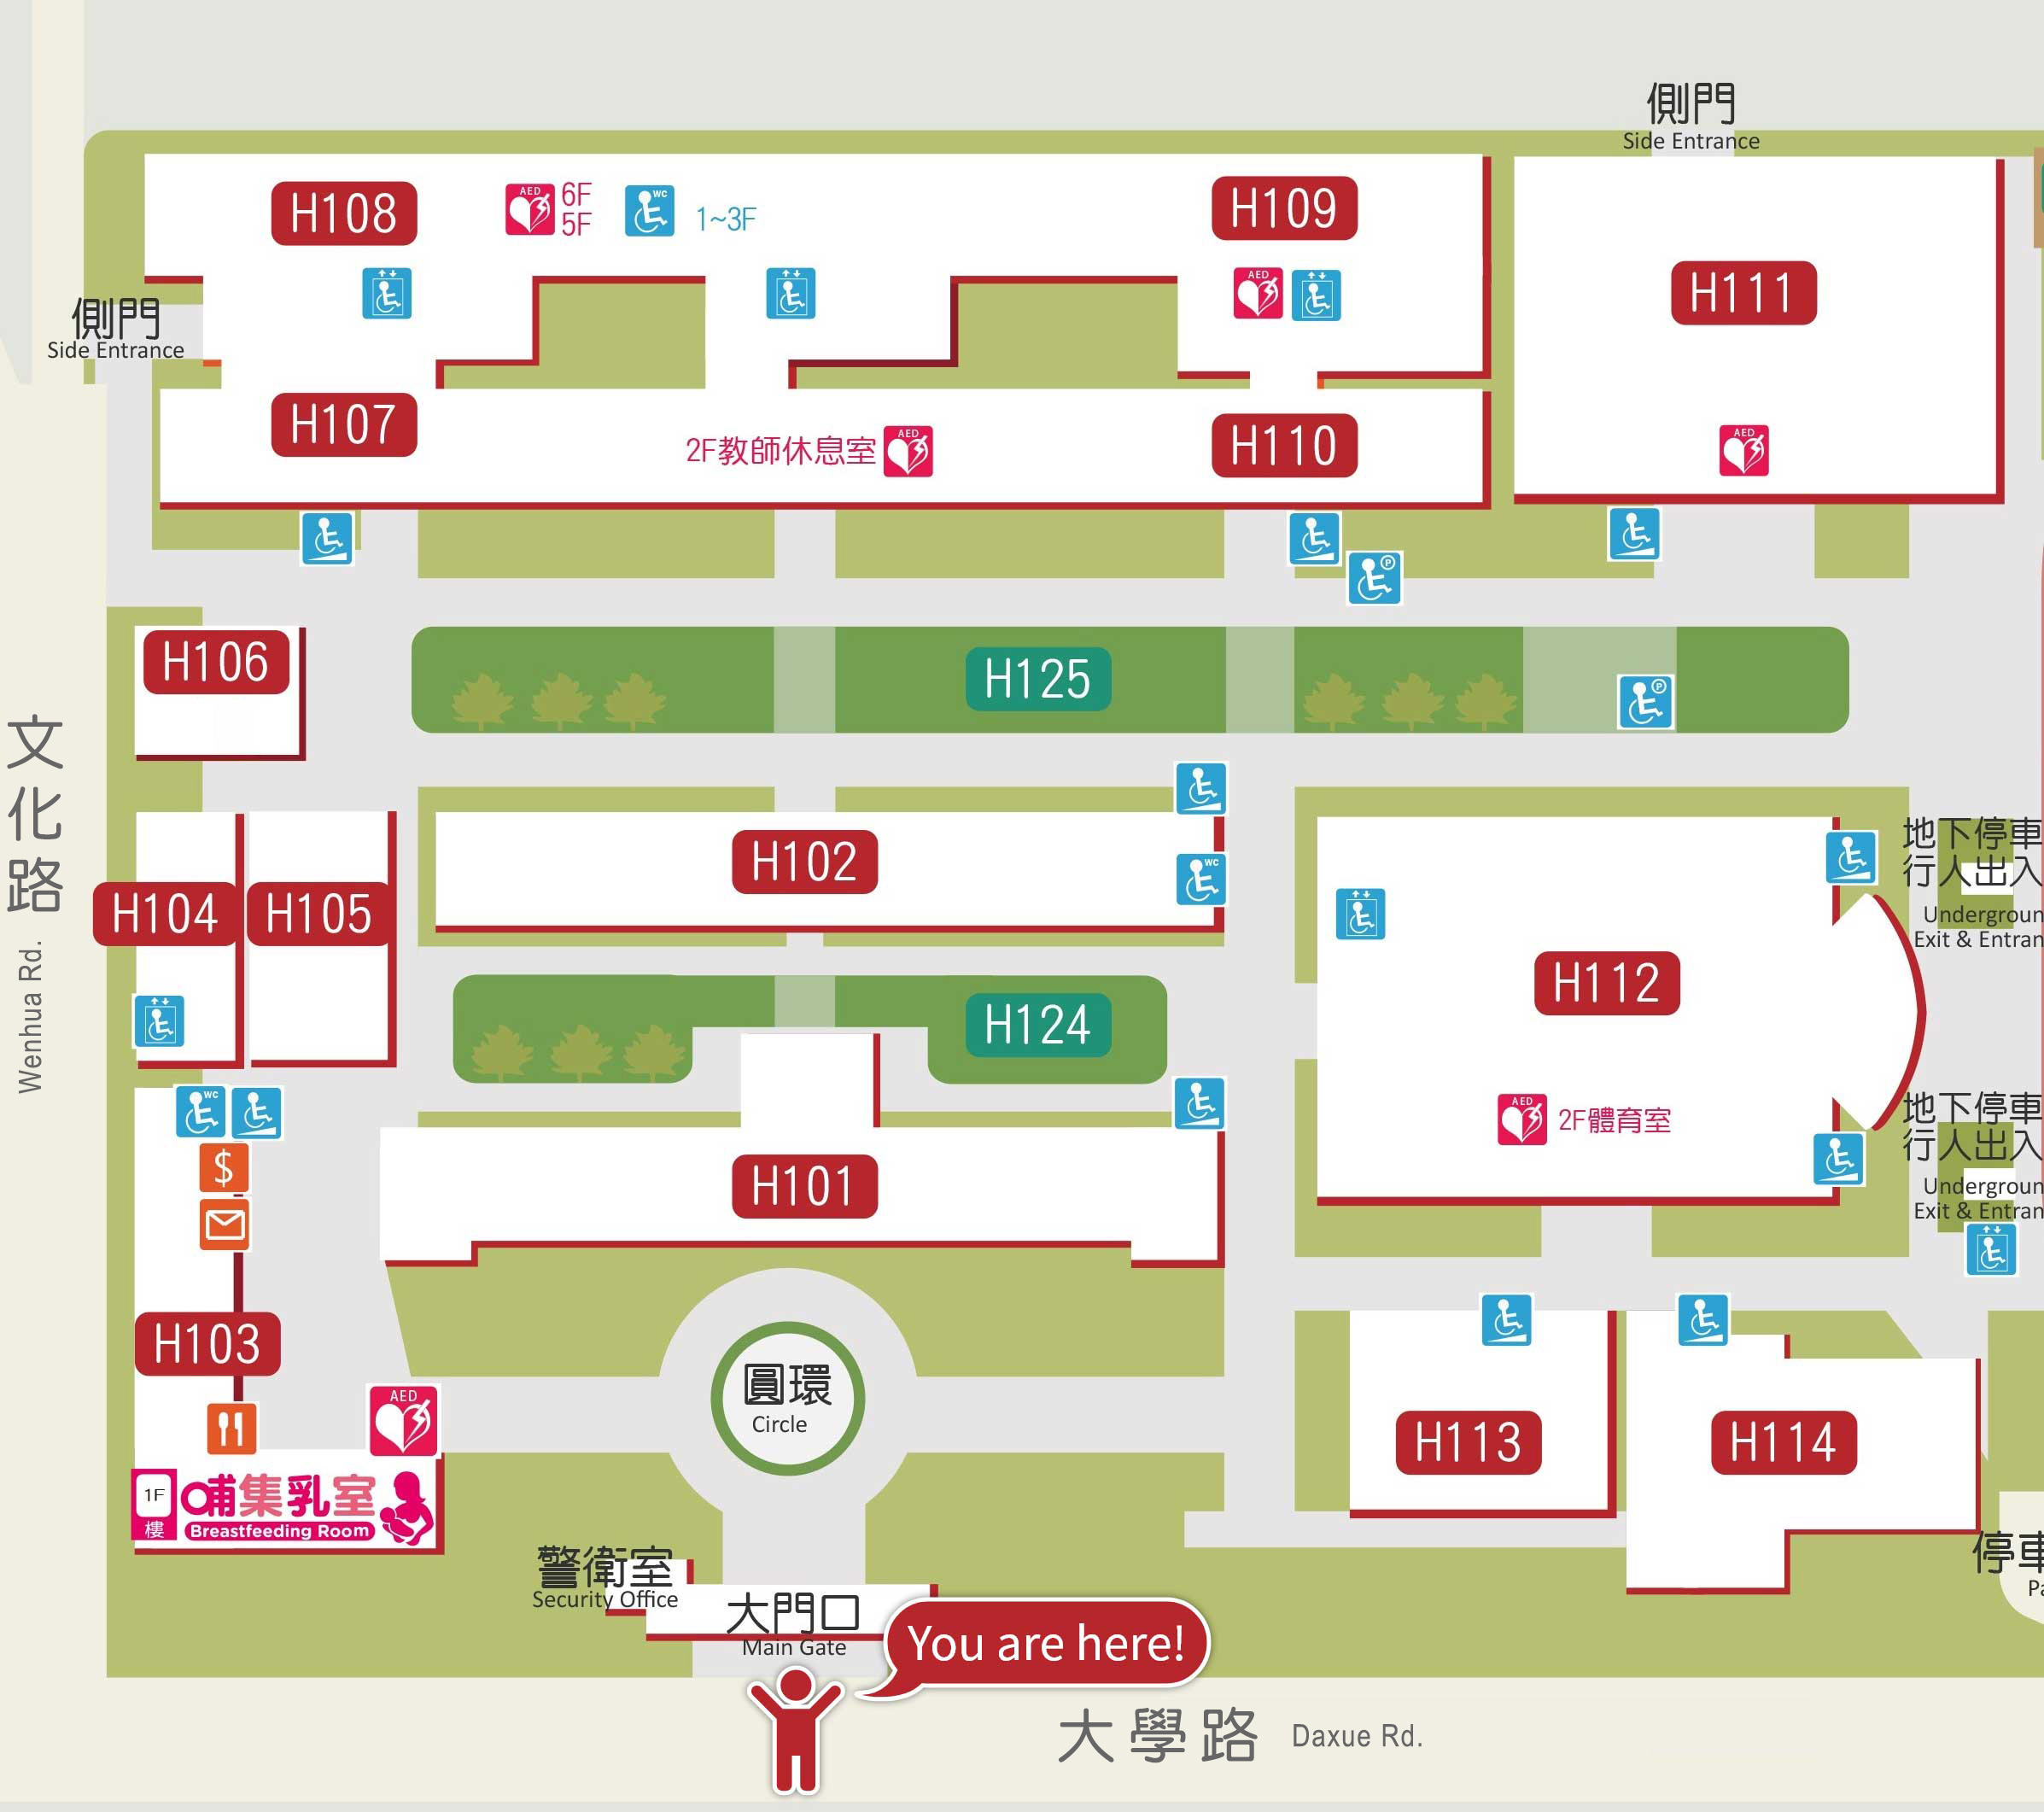 側門
Side Entrance
H108
AED
6F
5F
WC
1~3F
H109
AED
H111
側門
Side Entrance
H107
2F教師休息室
AED
H110
AED
P
H106
H125
P
文化路
Wenhua Rd.
H102
WC
H104
H105
H124
H112
地下停車
行人出入
Undergroun
Exit & Entran
AED
2F體育室
地下停車
行人出入
Undergroun
Exit & Entran
WC
$
H101
H103
AED
圓環
Circle
H113
H114
1F
樓
哺集乳室
Breastfeeding Room
警衛室
Security Office
大門口
Main Gate
You are here!
停車
Pa
大學路
Daxue Rd.